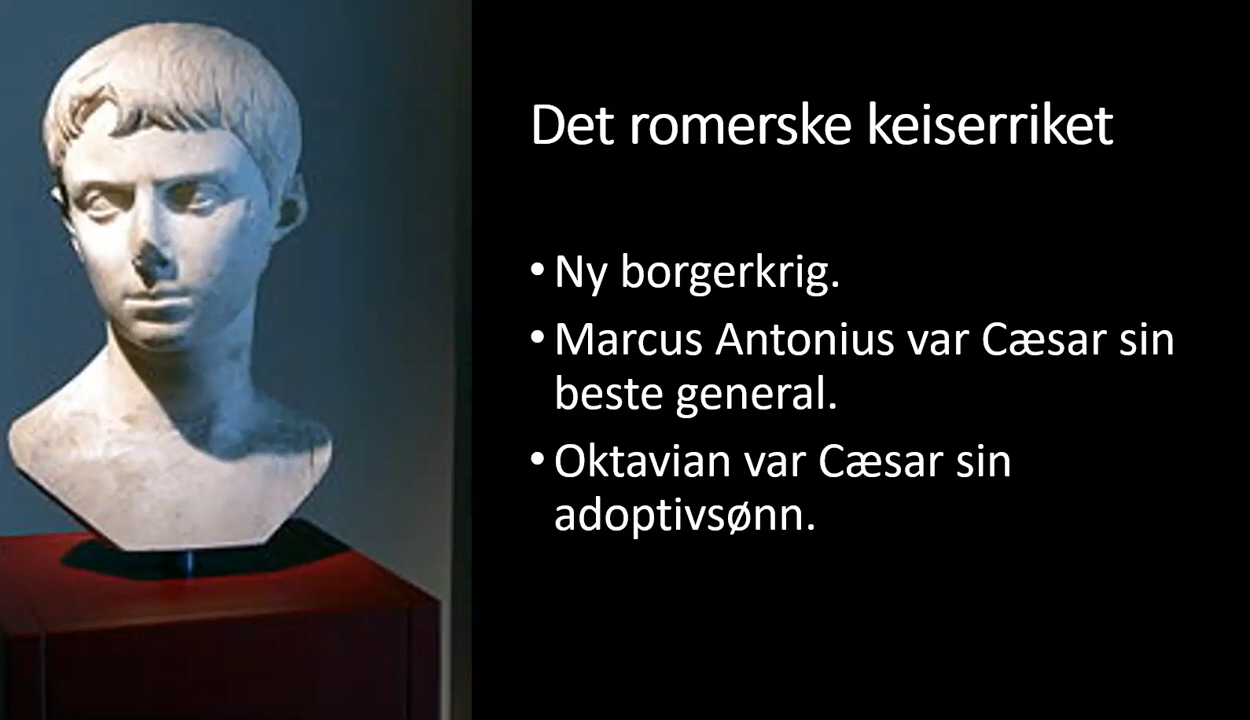 Det romerske keiserriket
• Ny borgerkrig.
• Marcus Antonius var Cæsar sin
beste general.
• Oktavian var Cæsar sin
adoptivsønn.